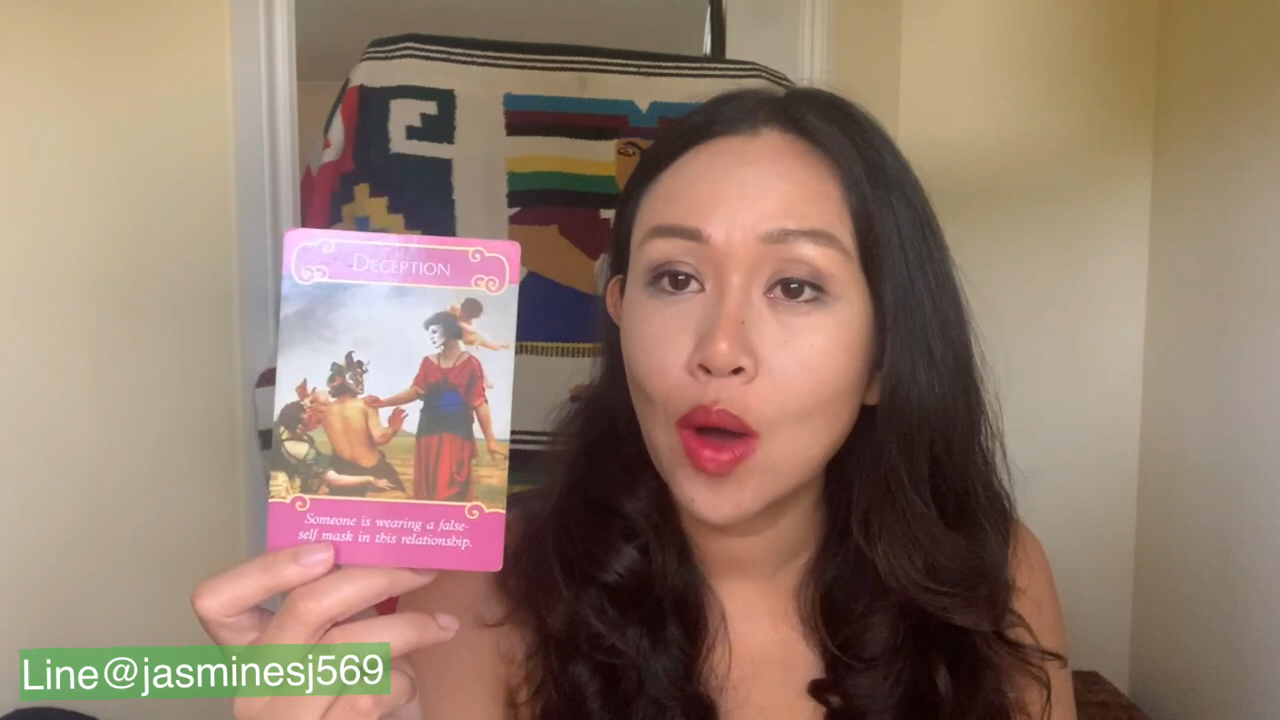 DECEPTION
Someone is wearing a false-
self mask in this relationship.
Line@jasminesj569